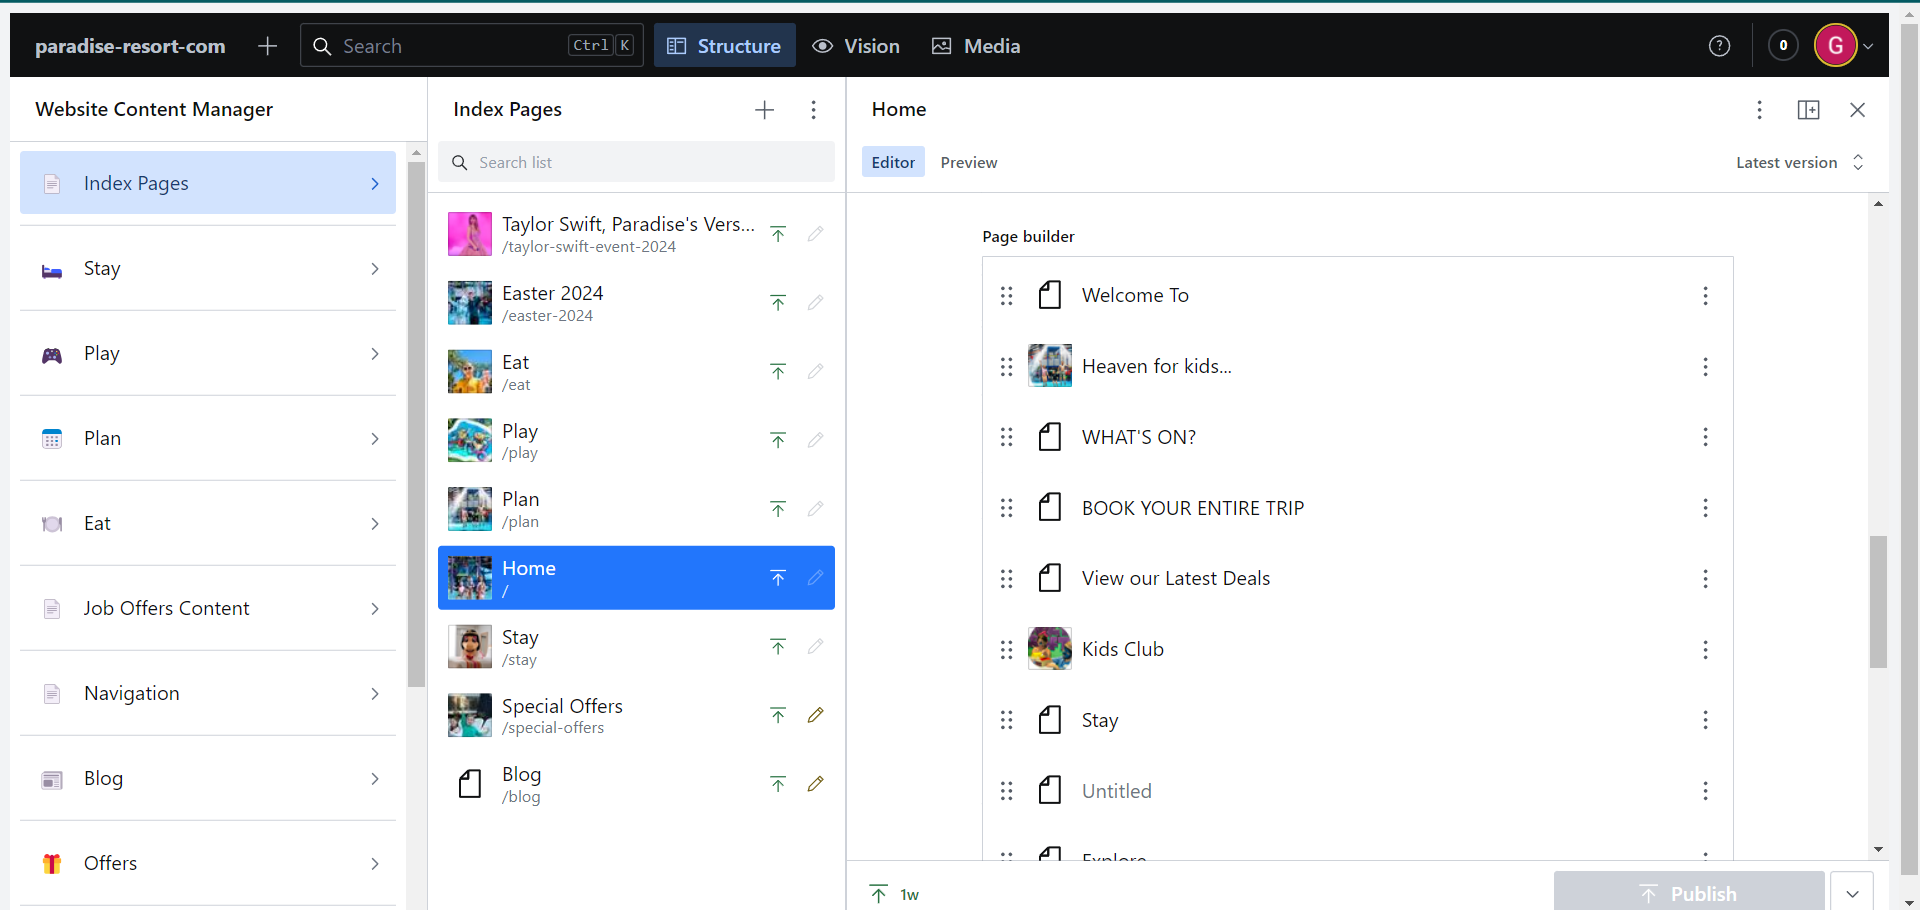 paradise-resort-com
Search
Ctrl K
Structure
Vision
Media
0
G
Website Content Manager
Index Pages
Stay
Play
Plan
Eat
Job Offers Content
Navigation
Blog
Offers
Index Pages
Search list
Taylor Swift, Paradise's Vers...
/taylor-swift-event-2024
Easter 2024
/easter-2024
Eat
/eat
Play
/play
Plan
/plan
Home
/
Stay
/stay
Special Offers
/special-offers
Blog
/blog
Home
Editor
Preview
Latest version
Page builder
Welcome To
Heaven for kids...
WHAT'S ON?
BOOK YOUR ENTIRE TRIP
View our Latest Deals
Kids Club
Stay
Untitled
Explore
1w
Publish